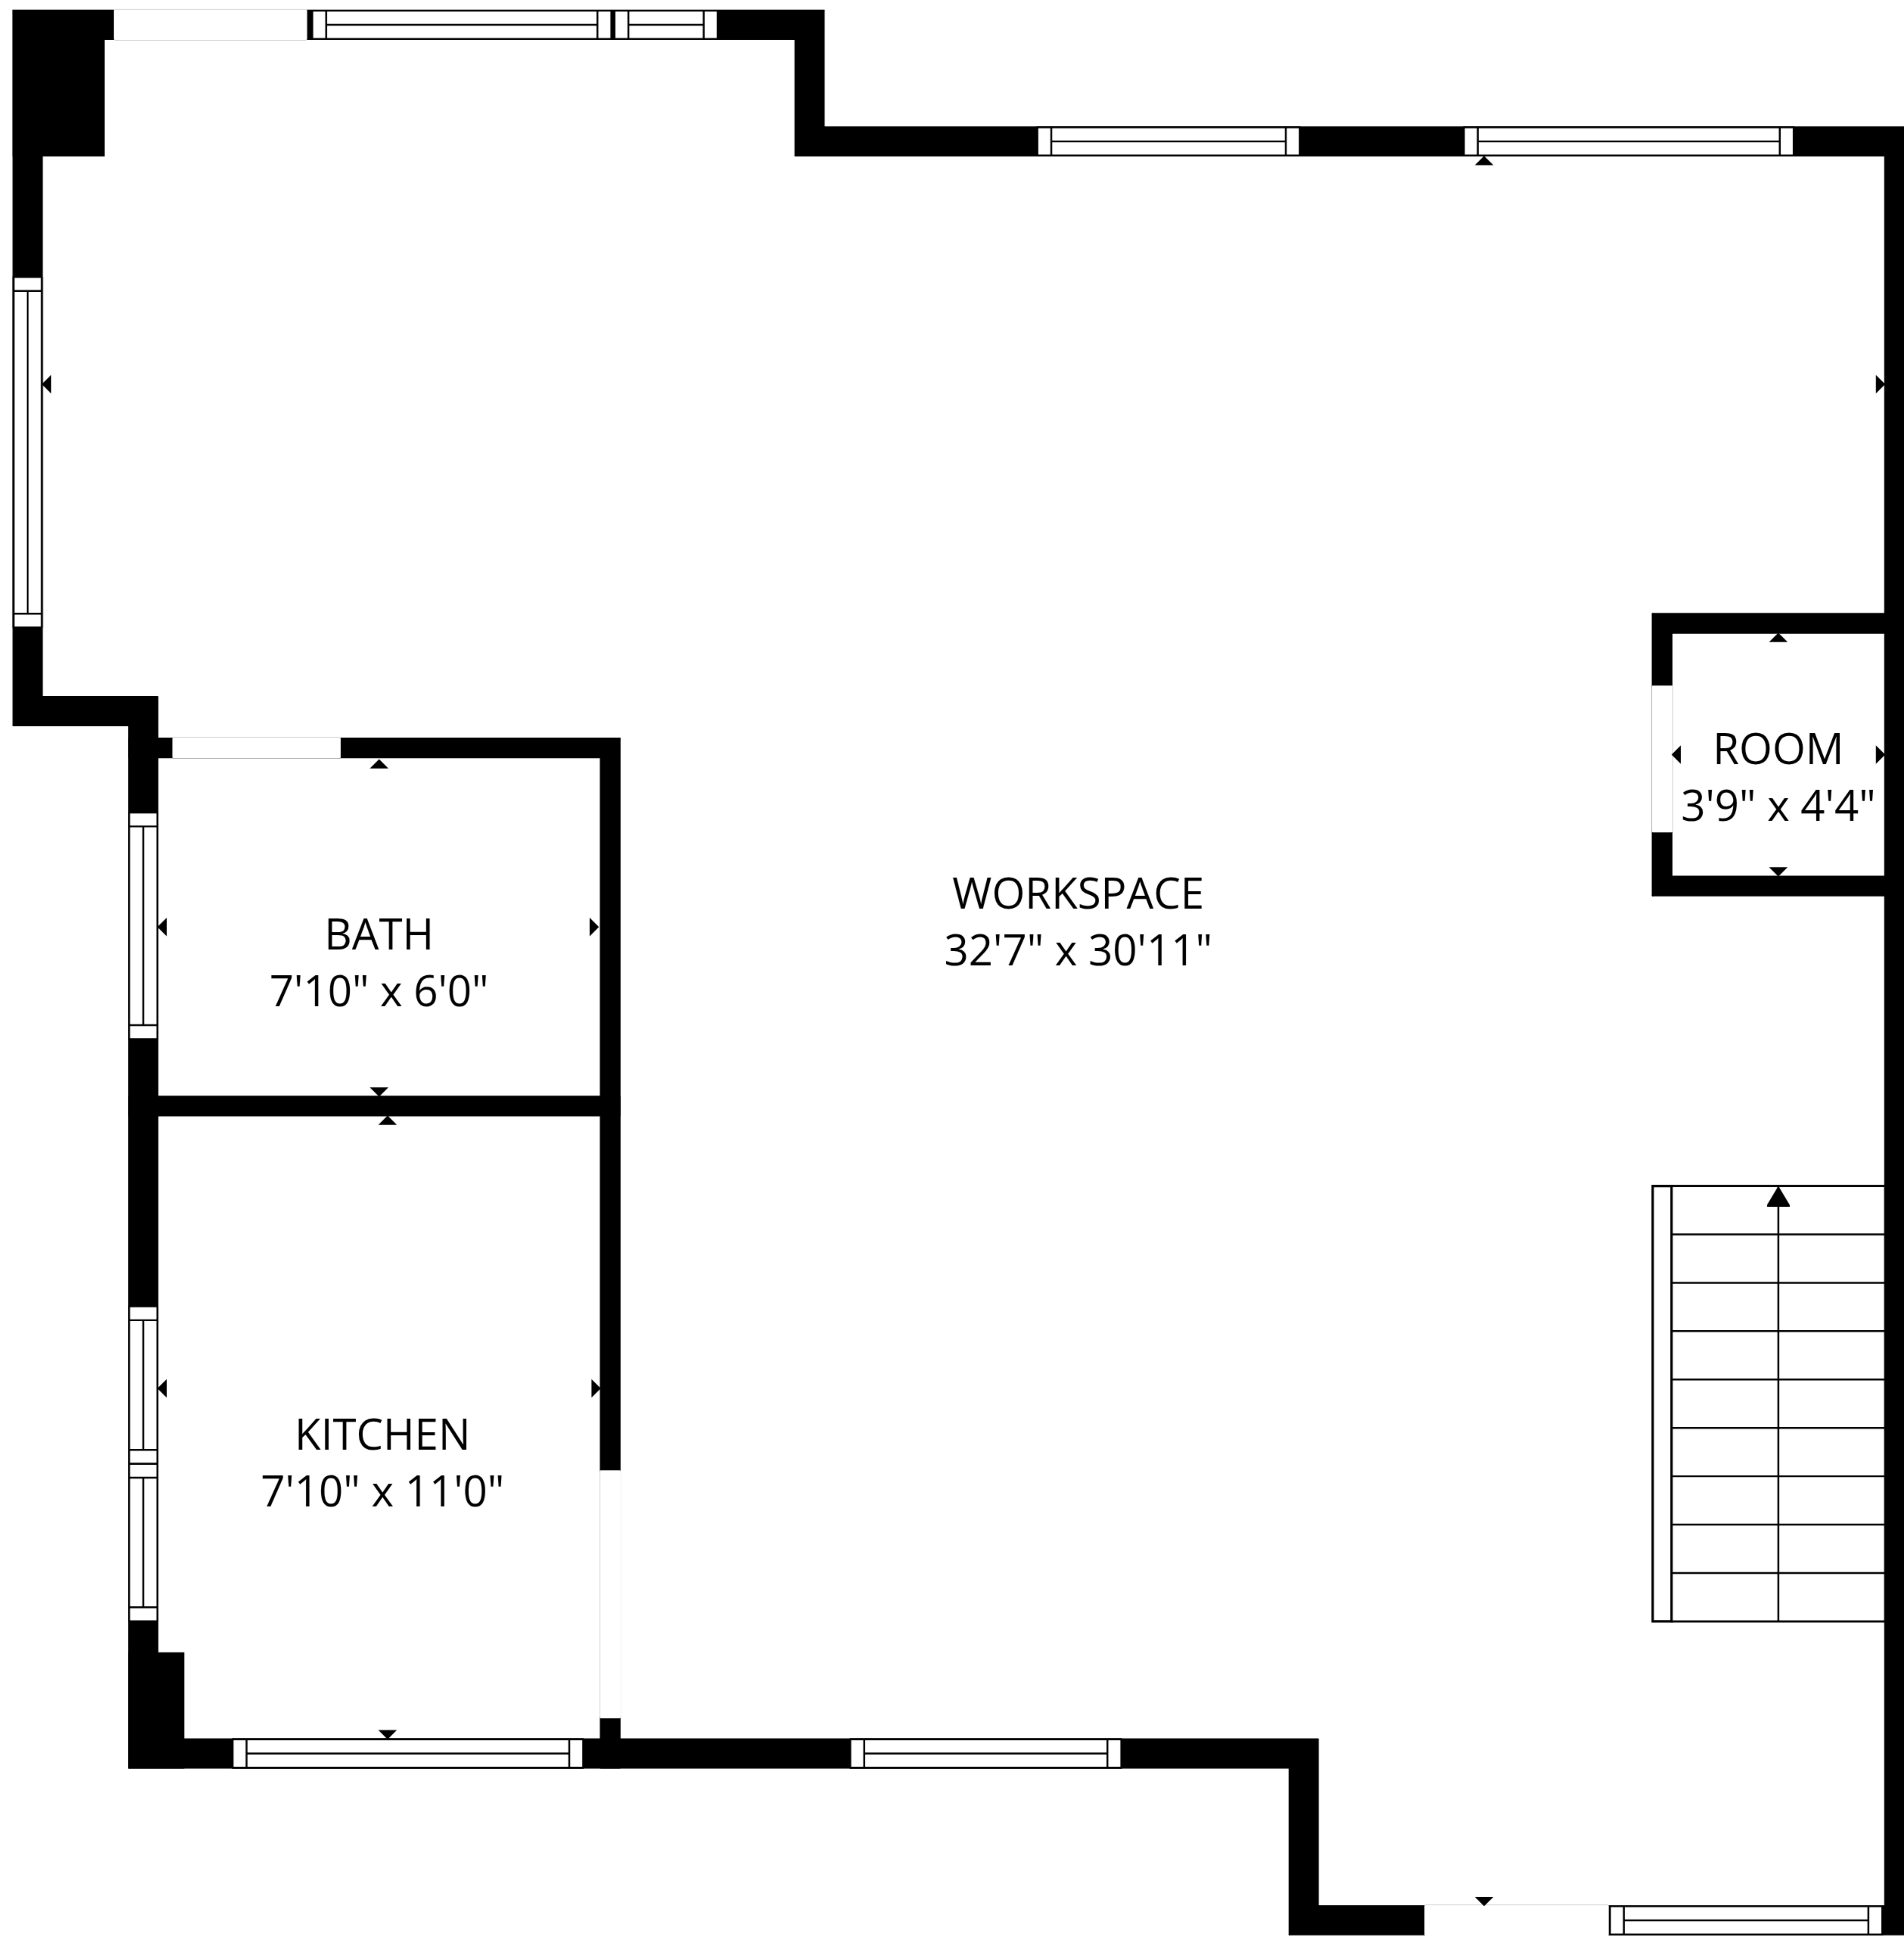 ROOM
3'9" x 4'4"
WORKSPACE
32'7" x 30'11"
BATH
7'10" x 6'0"
KITCHEN
7'10" x 11'0"